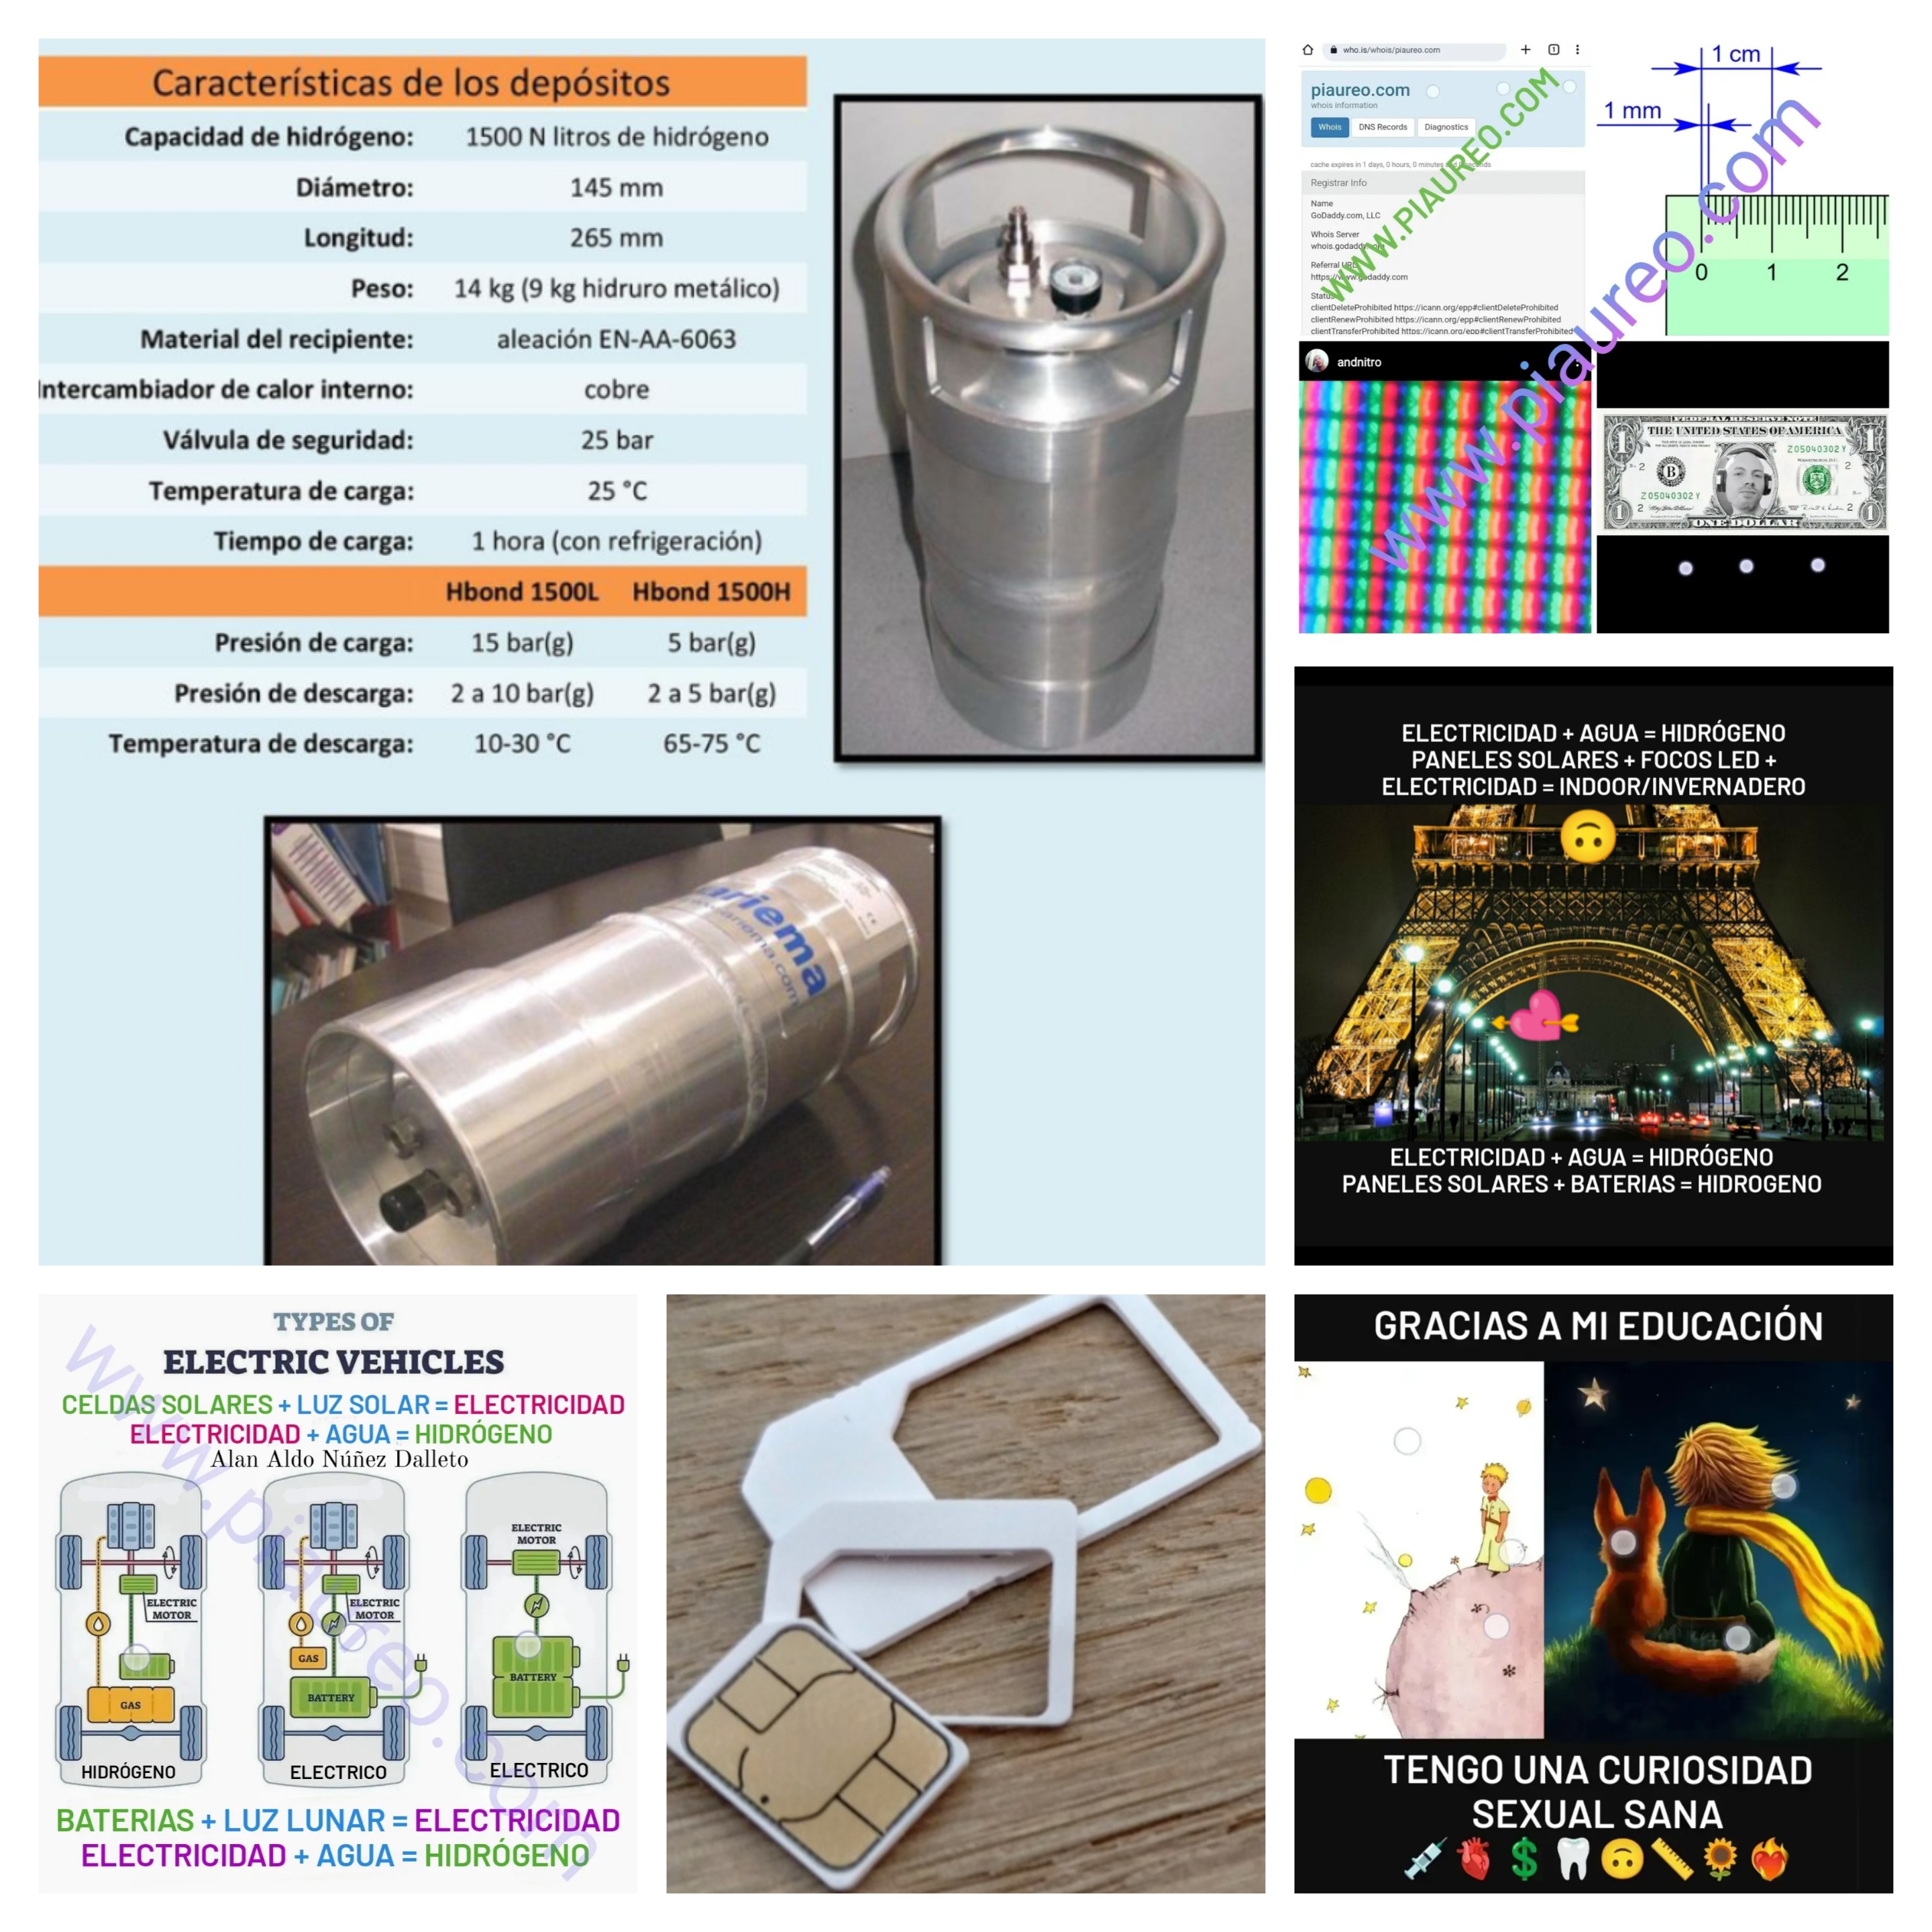 Características de los depósitos
Capacidad de hidrógeno: 1500 N litros de hidrógeno
Diámetro: 145 mm
Longitud: 265 mm
Peso: 14 kg (9 kg hidruro metálico)
Material del recipiente: aleación EN-AA-6063
Intercambiador de calor interno: cobre
Válvula de seguridad: 25 bar
Temperatura de carga: 25 °C
Tiempo de carga: 1 hora (con refrigeración)
Hbond 1500L Hbond 1500H
Presión de carga: 15 bar(g) 5 bar(g)
Presión de descarga: 2 a 10 bar(g) 2 a 5 bar(g)
Temperatura de descarga: 10-30 °C 65-75 °C
ariema
who.is/whois/piaureo.com
piaureo.com
whois information
Whois DNS Records Diagnostics
cache expires in 1 days, 0 hours, 0 minutes
Registrar Info
Name
GoDaddy.com, LLC
Whois Server
whois.godaddy
Referral URL
https://www.godaddy.com
Status
clientDeleteProhibited https://icann.org/epp#clientDeleteProhibited
clientRenewProhibited https://icann.org/epp#clientRenewProhibited
clientTransferProhibited https://icann.org/epp#clientTransferProhibited
WWW.PIAUREO.COM
1 cm
1 mm
0 1 2
www.piaureo.com
andnitro
FEDERAL RESERVE NOTE
THE UNITED STATES OF AMERICA
Z05040302Y
B
Z05040302Y
ONE DOLLAR
ELECTRICIDAD + AGUA = HIDRÓGENO
PANELES SOLARES + FOCOS LED +
ELECTRICIDAD = INDOOR/INVERNADERO
ELECTRICIDAD + AGUA = HIDRÓGENO
PANELES SOLARES + BATERIAS = HIDROGENO
TYPES OF
ELECTRIC VEHICLES
CELDAS SOLARES + LUZ SOLAR = ELECTRICIDAD
ELECTRICIDAD + AGUA = HIDRÓGENO
Alan Aldo Núñez Dalleto
ELECTRIC
MOTOR
GAS
HIDRÓGENO
ELECTRIC
MOTOR
GAS
BATTERY
ELECTRICO
ELECTRIC
MOTOR
BATTERY
ELECTRICO
BATERIAS + LUZ LUNAR = ELECTRICIDAD
ELECTRICIDAD + AGUA = HIDRÓGENO
www.piaureo.com
GRACIAS A MI EDUCACIÓN
TENGO UNA CURIOSIDAD
SEXUAL SANA